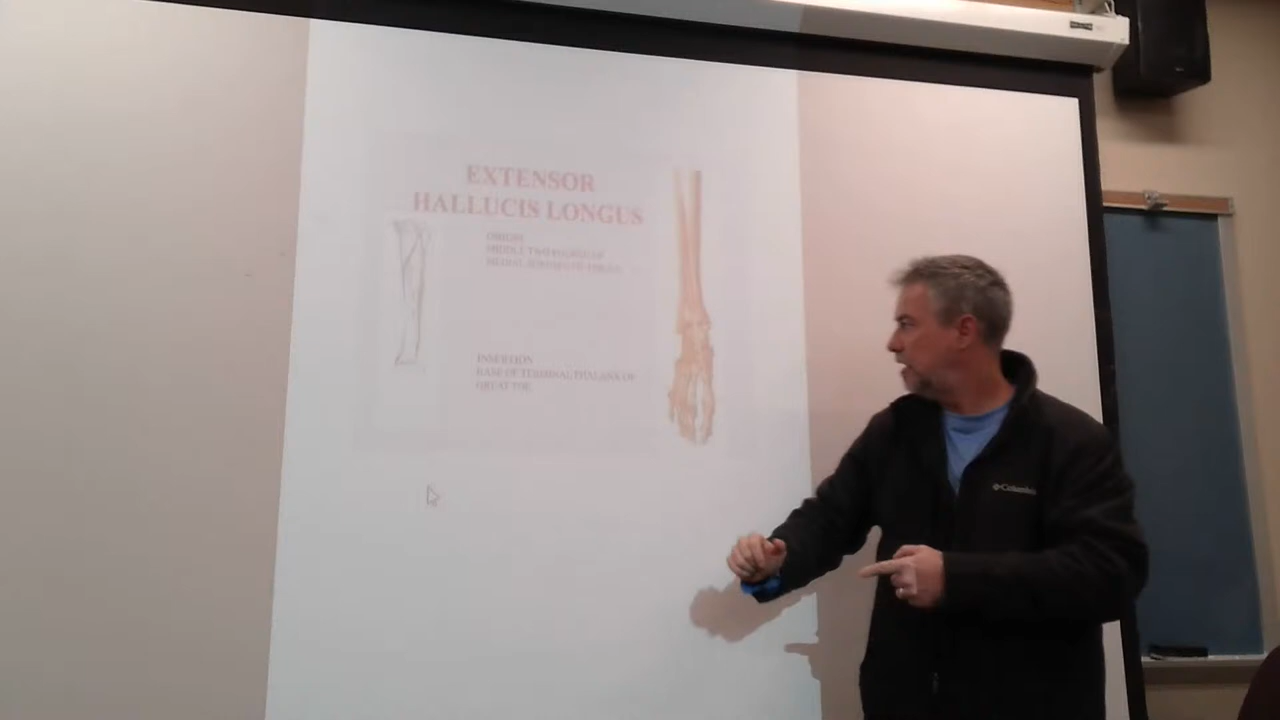 EXTENSOR
HALLUCIS LONGUS
ORIGIN
MIDDLE TWO FOURTHS OF
INSERTION
BASE OF TERMINAL PHALANX OF
GREAT TOE
Columbia